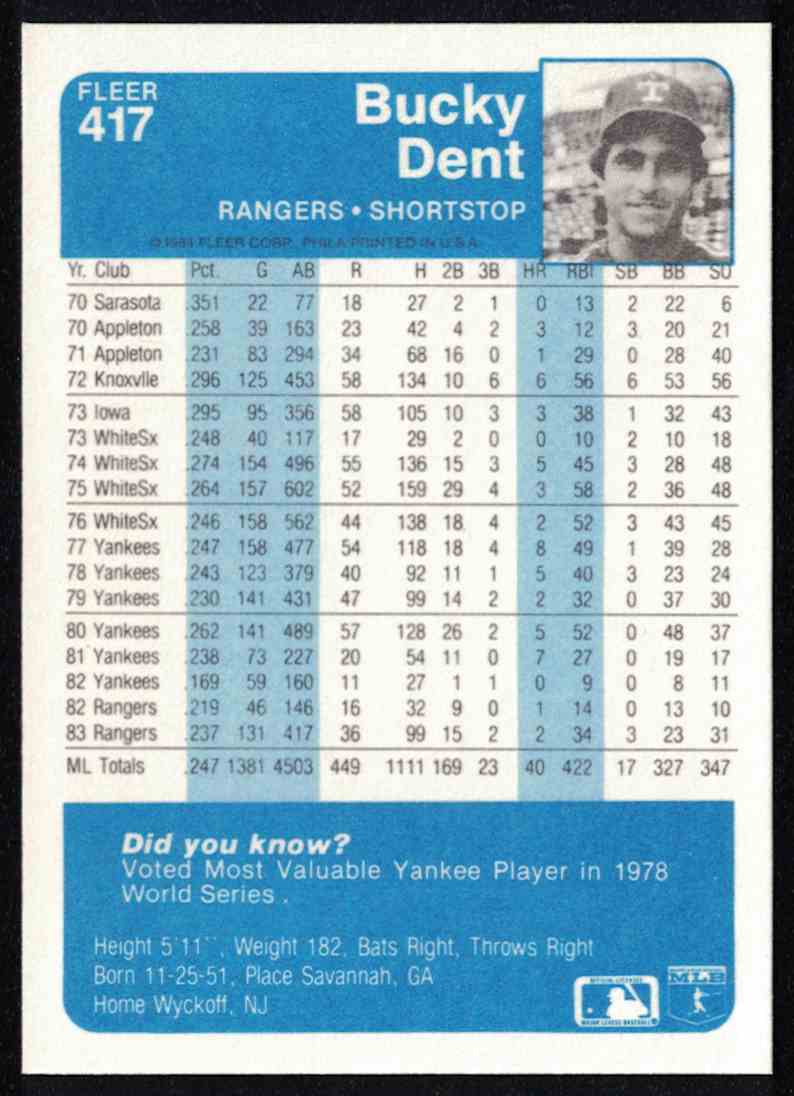 FLEER
417
Bucky
Dent
RANGERS • SHORTSTOP
© 1984 FLEER CORP. PHILA PRINTED IN U.S.A.
Yr. Club Pct. G AB R H 2B 3B HR RBI SB BB SO
70 Sarasota .351 22 77 18 27 2 1 0 13 2 22 6
70 Appleton .258 39 163 23 42 4 2 3 12 3 20 21
71 Appleton .231 83 294 34 68 16 0 1 29 0 28 40
72 Knoxvlle .296 125 453 58 134 10 6 6 56 6 53 56
73 Iowa .295 95 356 58 105 10 3 3 38 1 32 43
73 WhiteSx .248 40 117 17 29 2 0 0 10 2 10 18
74 WhiteSx .274 154 496 55 136 15 3 5 45 3 28 48
75 WhiteSx .264 157 602 52 159 29 4 3 58 2 36 48
76 WhiteSx .246 158 562 44 138 18 4 2 52 3 43 45
77 Yankees .247 158 477 54 118 18 4 8 49 1 39 28
78 Yankees .243 123 379 40 92 11 1 5 40 3 23 24
79 Yankees .230 141 431 47 99 14 2 2 32 0 37 30
80 Yankees .262 141 489 57 128 26 2 5 52 0 48 37
81 Yankees .238 73 227 20 54 11 0 7 27 0 19 17
82 Yankees .169 59 160 11 27 1 1 0 9 0 8 11
82 Rangers .219 46 146 16 32 9 0 1 14 0 13 10
83 Rangers .237 131 417 36 99 15 2 2 34 3 23 31
ML Totals .247 1381 4503 449 1111 169 23 40 422 17 327 347
Did you know?
Voted Most Valuable Yankee Player in 1978
World Series .
Height 5'11'', Weight 182, Bats Right, Throws Right
Born 11-25-51, Place Savannah, GA
Home Wyckoff, NJ
MAJOR LEAGUE BASEBALL
MLB